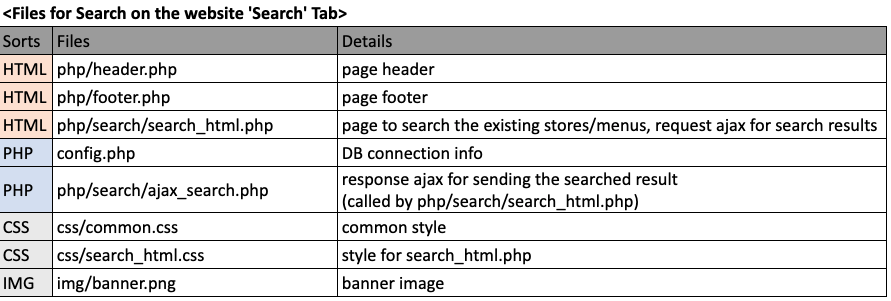 <Files for Search on the website 'Search' Tab>
Sorts Files Details
HTML php/header.php page header
HTML php/footer.php page footer
HTML php/search/search_html.php page to search the existing stores/menus, request ajax for search results
PHP config.php DB connection info
PHP php/search/ajax_search.php response ajax for sending the searched result
(called by php/search/search_html.php)
CSS css/common.css common style
CSS css/search_html.css style for search_html.php
IMG img/banner.png banner image